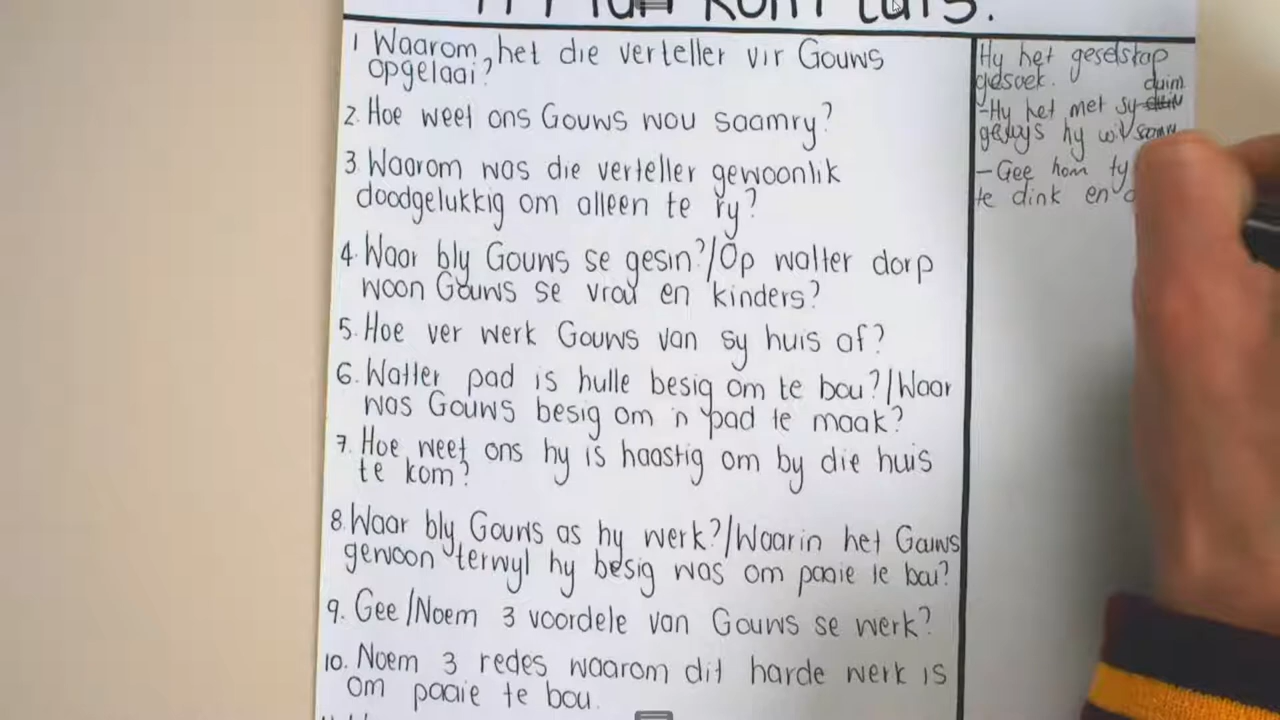 'n Man kom tuis.
1 Waarom het die verteller vir Gouws
opgelaai?
2. Hoe weet ons Gouws wou saamry?
3. Waarom was die verteller gewoonlik
doodgelukkig om alleen te ry?
4. Waar bly Gouws se gesin?/Op watter dorp
woon Gouws se vrou en kinders?
5. Hoe ver werk Gouws van sy huis af?
6. Watter pad is hulle besig om te bou?/Waar
was Gouws besig om 'n pad te maak?
7. Hoe weet ons hy is haastig om by die huis
te kom?
8. Waar bly Gouws as hy werk?/Waarin het Gouws
gewoon terwyl hy besig was om paaie te bou?
9. Gee/Noem 3 voordele van Gouws se werk?
10. Noem 3 redes waarom dit harde werk is
om paaie te bou.
Hy het geselskap
gesoek.
duim
-Hy het met sy
gewys hy wil
-Gee hom ty
te dink en